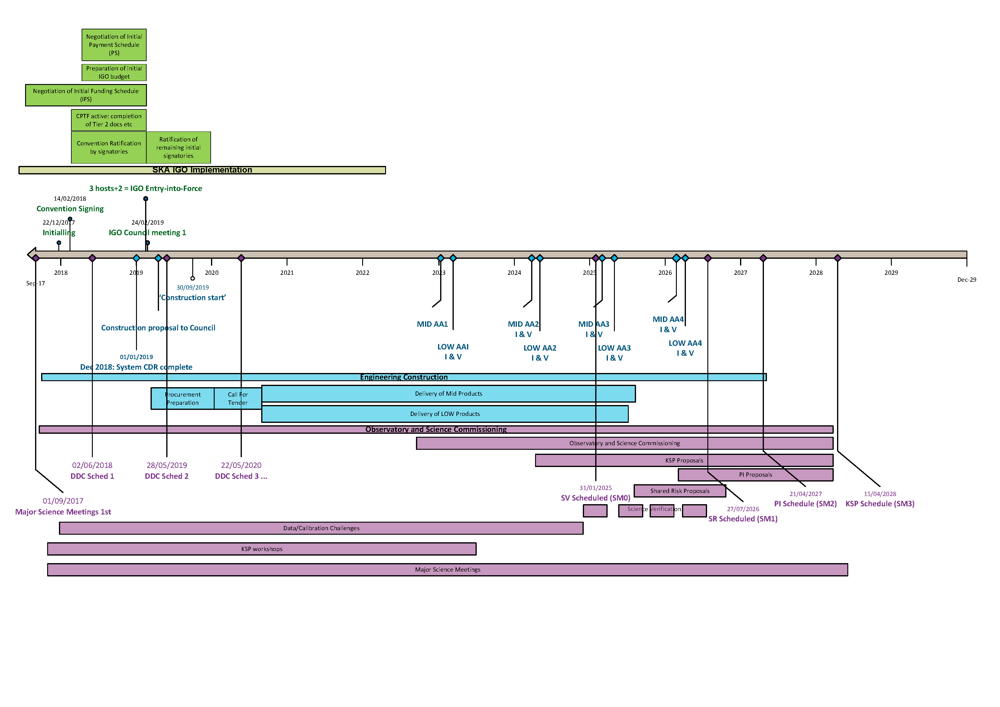 Negotiation of Initial
Payment Schedule
(PS)
Preparation of initial
IGO budget
Negotiation of Initial Funding Schedule
(IFS)
CPTF active: completion
of Tier 2 docs etc
Convention Ratification
by signatories
Ratification of
remaining initial
signatories
SKA IGO Implementation
3 hosts+2 = IGO Entry-into-Force
14/02/2018
Convention Signing
22/12/2017
Initialling
24/02/2019
IGO Council meeting 1
2018
2019
2020
2021
2022
2023
2024
2025
2026
2027
2028
2029
Sep-17
Dec-29
30/09/2019
‘Construction start’
Construction proposal to Council
01/01/2019
Dec 2018: System CDR complete
MID AA1
LOW AAI
I & V
MID AA2
I & V
LOW AA2
I & V
MID AA3
I & V
LOW AA3
I & V
MID AA4
I & V
LOW AA4
I & V
Engineering Construction
Procurement
Preparation
Call For
Tender
Delivery of Mid Products
Delivery of LOW Products
Observatory and Science Commissioning
Observatory and Science Commissioning
KSP Proposals
PI Proposals
Shared Risk Proposals
Science Verification
02/06/2018
DDC Sched 1
28/05/2019
DDC Sched 2
22/05/2020
DDC Sched 3 ...
01/09/2017
Major Science Meetings 1st
31/01/2025
SV Scheduled (SM0)
27/07/2026
SR Scheduled (SM1)
21/04/2027
PI Schedule (SM2)
15/04/2028
KSP Schedule (SM3)
Data/Calibration Challenges
KSP workshops
Major Science Meetings